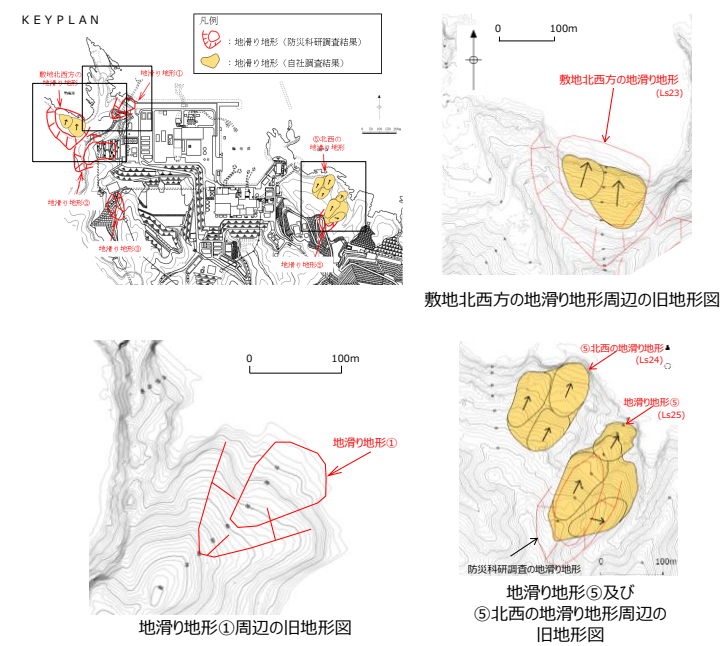 KEYPLAN
凡例
：地滑り地形（防災科研調査結果）
：地滑り地形（自社調査結果）
敷地北西方の
地滑り地形
地滑り地形①
⑤北西の
地滑り地形
地滑り地形②
地滑り地形③
地滑り地形⑤
0 100m
敷地北西方の地滑り地形
(Ls23)
敷地北西方の地滑り地形周辺の旧地形図
0 100m
地滑り地形①
地滑り地形①周辺の旧地形図
⑤北西の地滑り地形
(Ls24)
地滑り地形⑤
(Ls25)
防災科研調査の地滑り地形
0 100m
地滑り地形⑤及び
⑤北西の地滑り地形周辺の
旧地形図